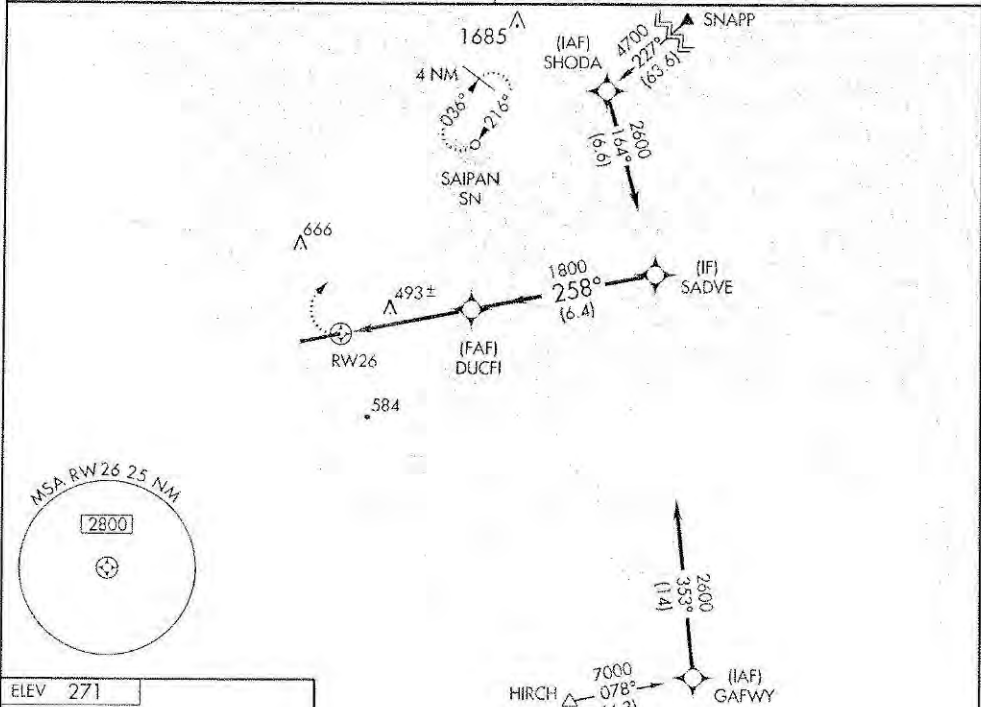 1685
(IAF)
SHODA
SNAPP
4700
227°
(63.6)
4 NM
036°
216°
SAIPAN
SN
2600
164°
(6.6)
666
493±
1800
258°
(6.4)
(IF)
SADVE
RW26
(FAF)
DUCFI
584
MSA RW26 25 NM
2800
2600
353°
(14)
ELEV 271
HIRCH
7000
078°
(IAF)
GAFWY